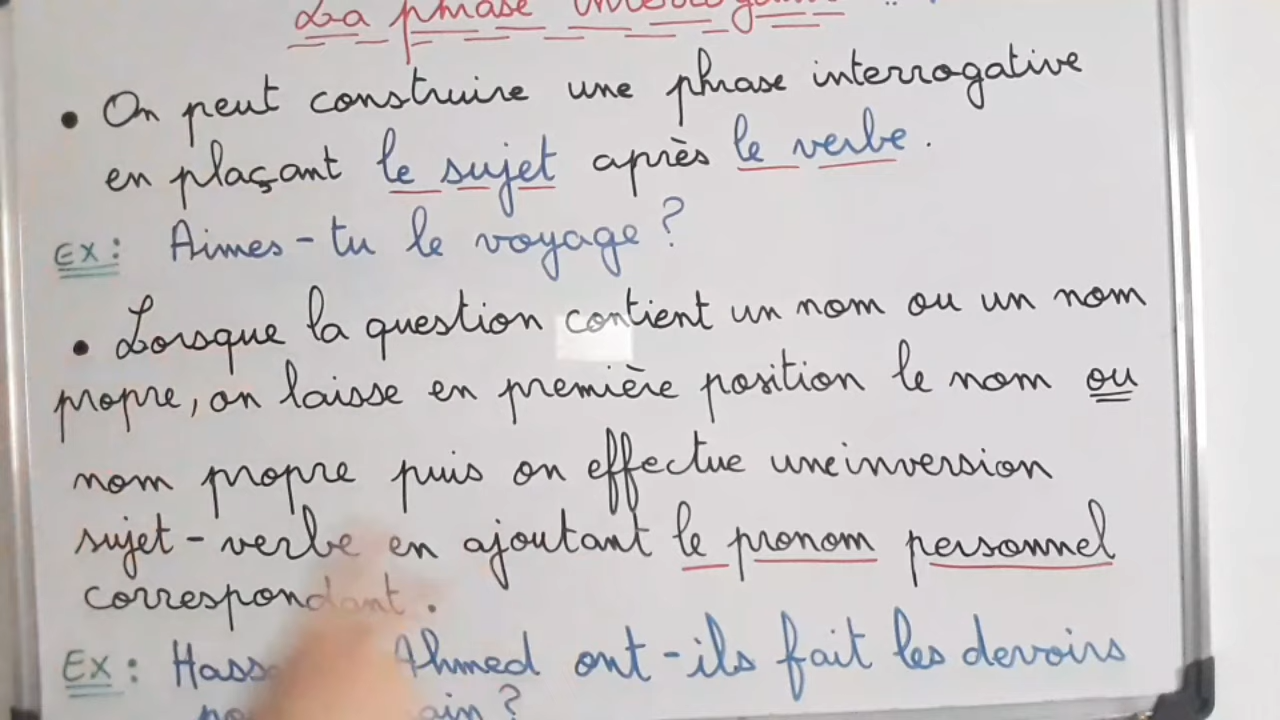 La phrase
• On peut construire une phrase interrogative
en plaçant le sujet après le verbe.
EX: Aimes-tu le voyage?
• Lorsque la question contient un nom ou un nom
propre, on laisse en première position le nom ou
nom propre puis on effectue une inversion
sujet-verbe en ajoutant le pronom personnel
correspondant.
EX: Ahmed ont-ils fait les devoirs
?